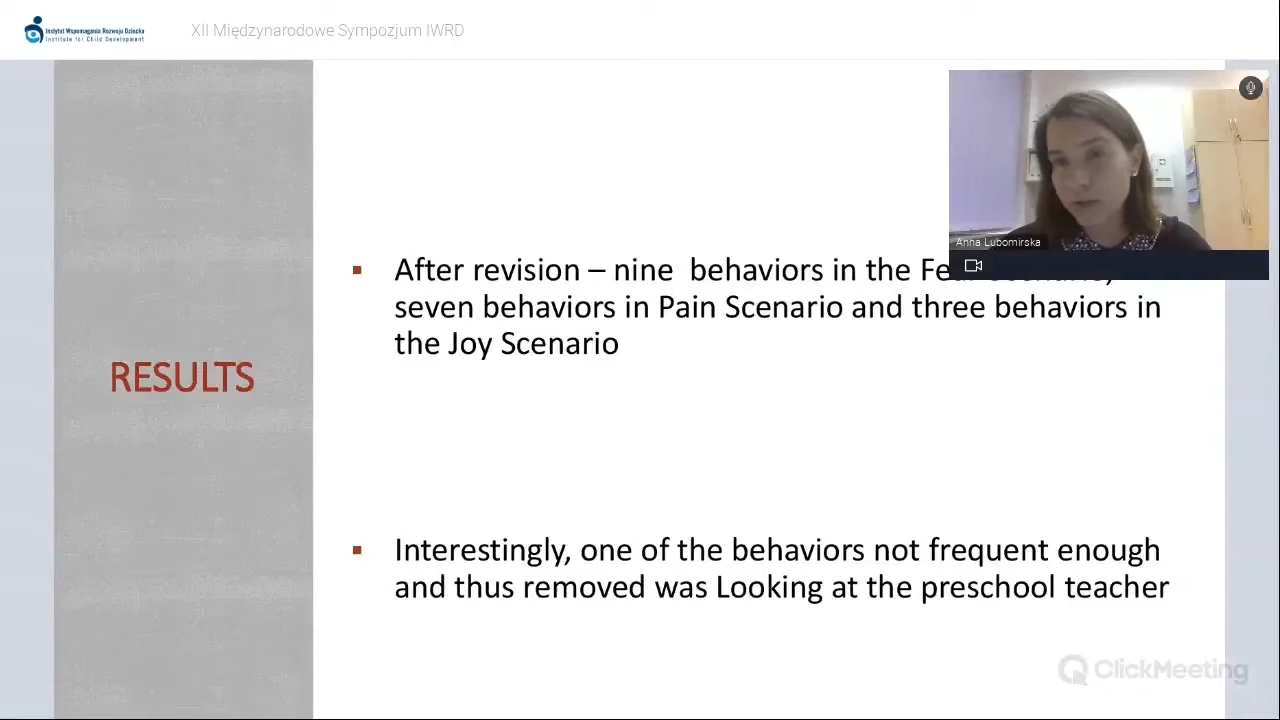 Instytut Wspomagania Rozwoju Dziecka
Institute for Child Development
XII Międzynarodowe Sympozjum IWRD
Anna Lubomirska
RESULTS
▪ After revision – nine behaviors in the
seven behaviors in Pain Scenario and three behaviors in
the Joy Scenario
▪ Interestingly, one of the behaviors not frequent enough
and thus removed was Looking at the preschool teacher
ClickMeeting